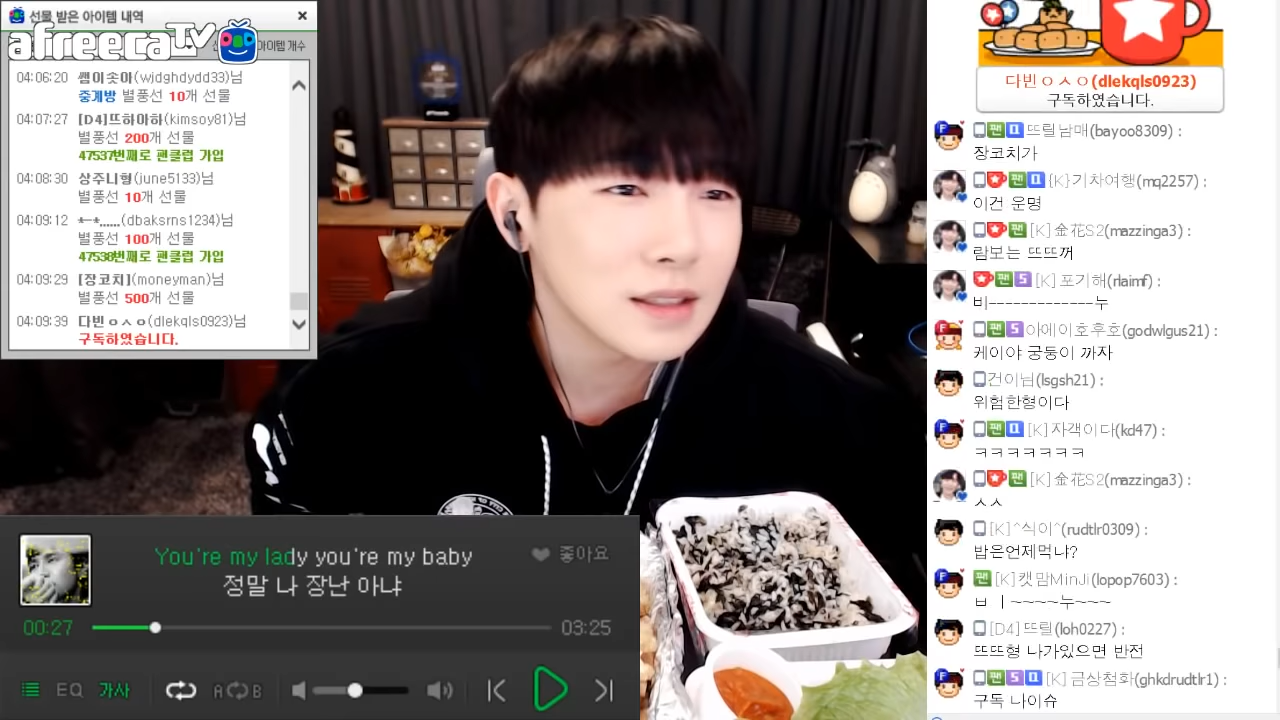 선물 받은 아이템 내역
afreecaTV
아이템 개수
04:06:20 쌤이솟아(wjdghdydd33)님
중계방 별풍선 10개 선물
04:07:27 [D4]뜨하아하(kimsoy81)님
별풍선 200개 선물
47537번째로 팬클럽 가입
04:08:30 상주니형(june5133)님
별풍선 10개 선물
04:09:12 (dbaksrns1234)님
별풍선 100개 선물
47538번째로 팬클럽 가입
04:09:29 [장코치](moneyman)님
별풍선 500개 선물
04:09:39 다빈ㅇㅅㅇ(dlekqls0923)님
구독하였습니다.
You're my lady you're my baby
좋아요
정말 나 장난 아냐
00:27
03:25
EQ 가사 A B
다빈ㅇㅅㅇ(dlekqls0923)
구독하였습니다.
팬 뜨릴남매(bayoo8309) :
장코치가
팬 [K]기차여행(mq2257) :
이건 운명
팬 [K]金花S2(mazzinga3) :
람보는 뜨뜨꺼
팬 S [K]포기해(rlaimf) :
비-------------누
팬 S 아에이호후호(godwlgus21) :
케이야 궁둥이 까자
건이님(lsgsh21) :
위험한형이다
팬 [K]자객이다(kd47) :
ㅋㅋㅋㅋㅋㅋㅋ
팬 [K]金花S2(mazzinga3) :
ㅅㅅ
[K]^식이^(rudtlr0309) :
밥은언제먹냐?
팬 [K]캣맘MinJi(lopop7603) :
ㅂㅣ~~~~누~~~
[D4]뜨릴(loh0227) :
뜨뜨형 나가있으면 반전
팬 S [K]금상첨화(ghkdrudtlr1) :
구독 나이슈